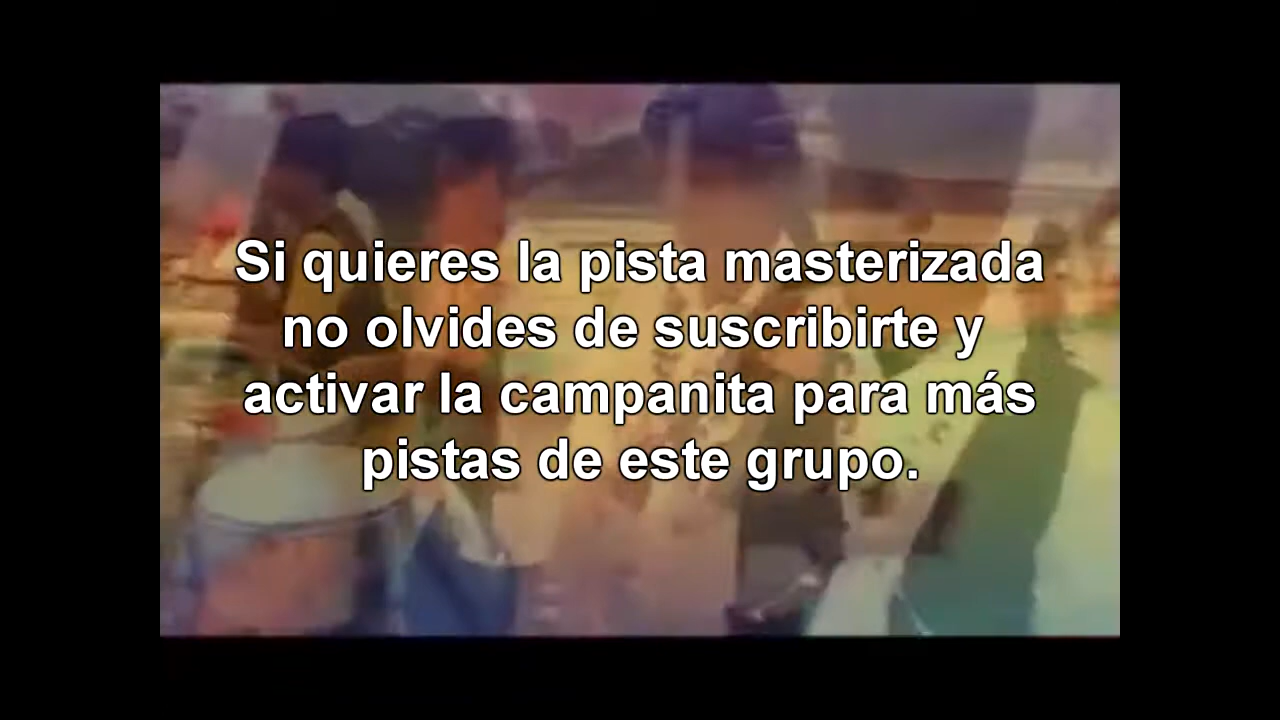 Si quieres la pista masterizada
no olvides de suscribirte y
activar la campanita para más
pistas de este grupo.